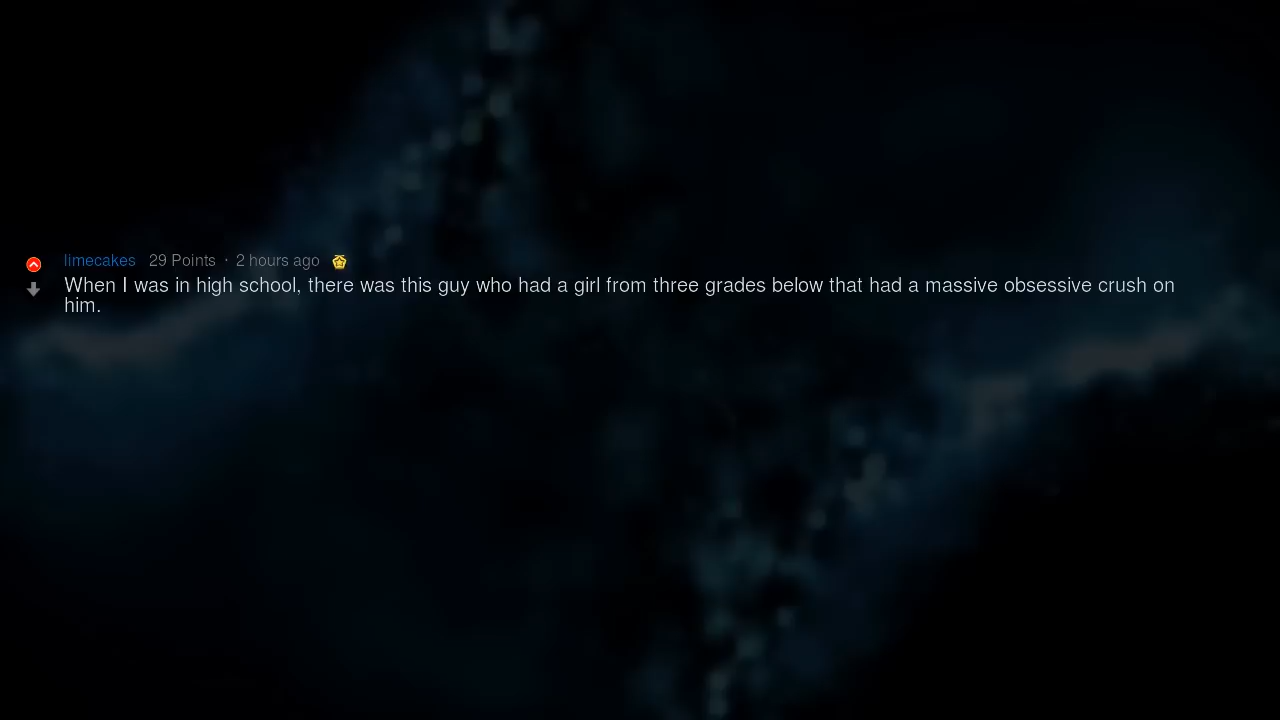 limecakes 29 Points · 2 hours ago
When I was in high school, there was this guy who had a girl from three grades below that had a massive obsessive crush on
him.